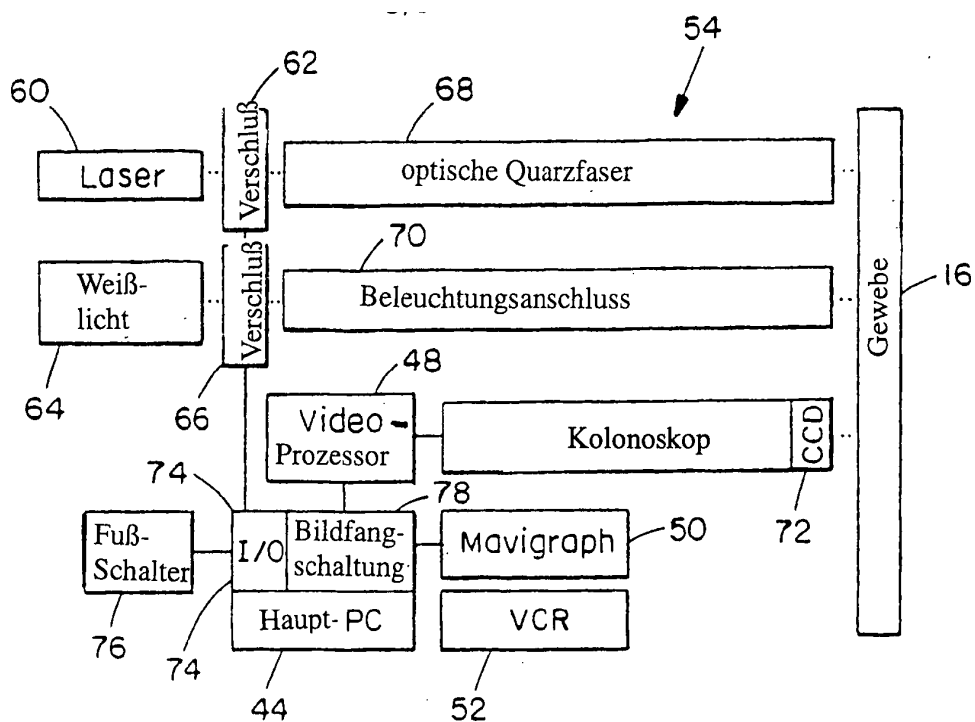 54
62
60
68
Laser
Verschluß
optische Quarzfaser
70
Weiß-
licht
Verschluß
Beleuchtungsanschluss
Gewebe
16
64
66
48
Video-
Prozessor
Kolonoskop
CCD
74
78
72
50
Fuß-
Schalter
I/O
Bildfang-
schaltung
Mavigraph
76
74
Haupt-PC
VCR
44
52